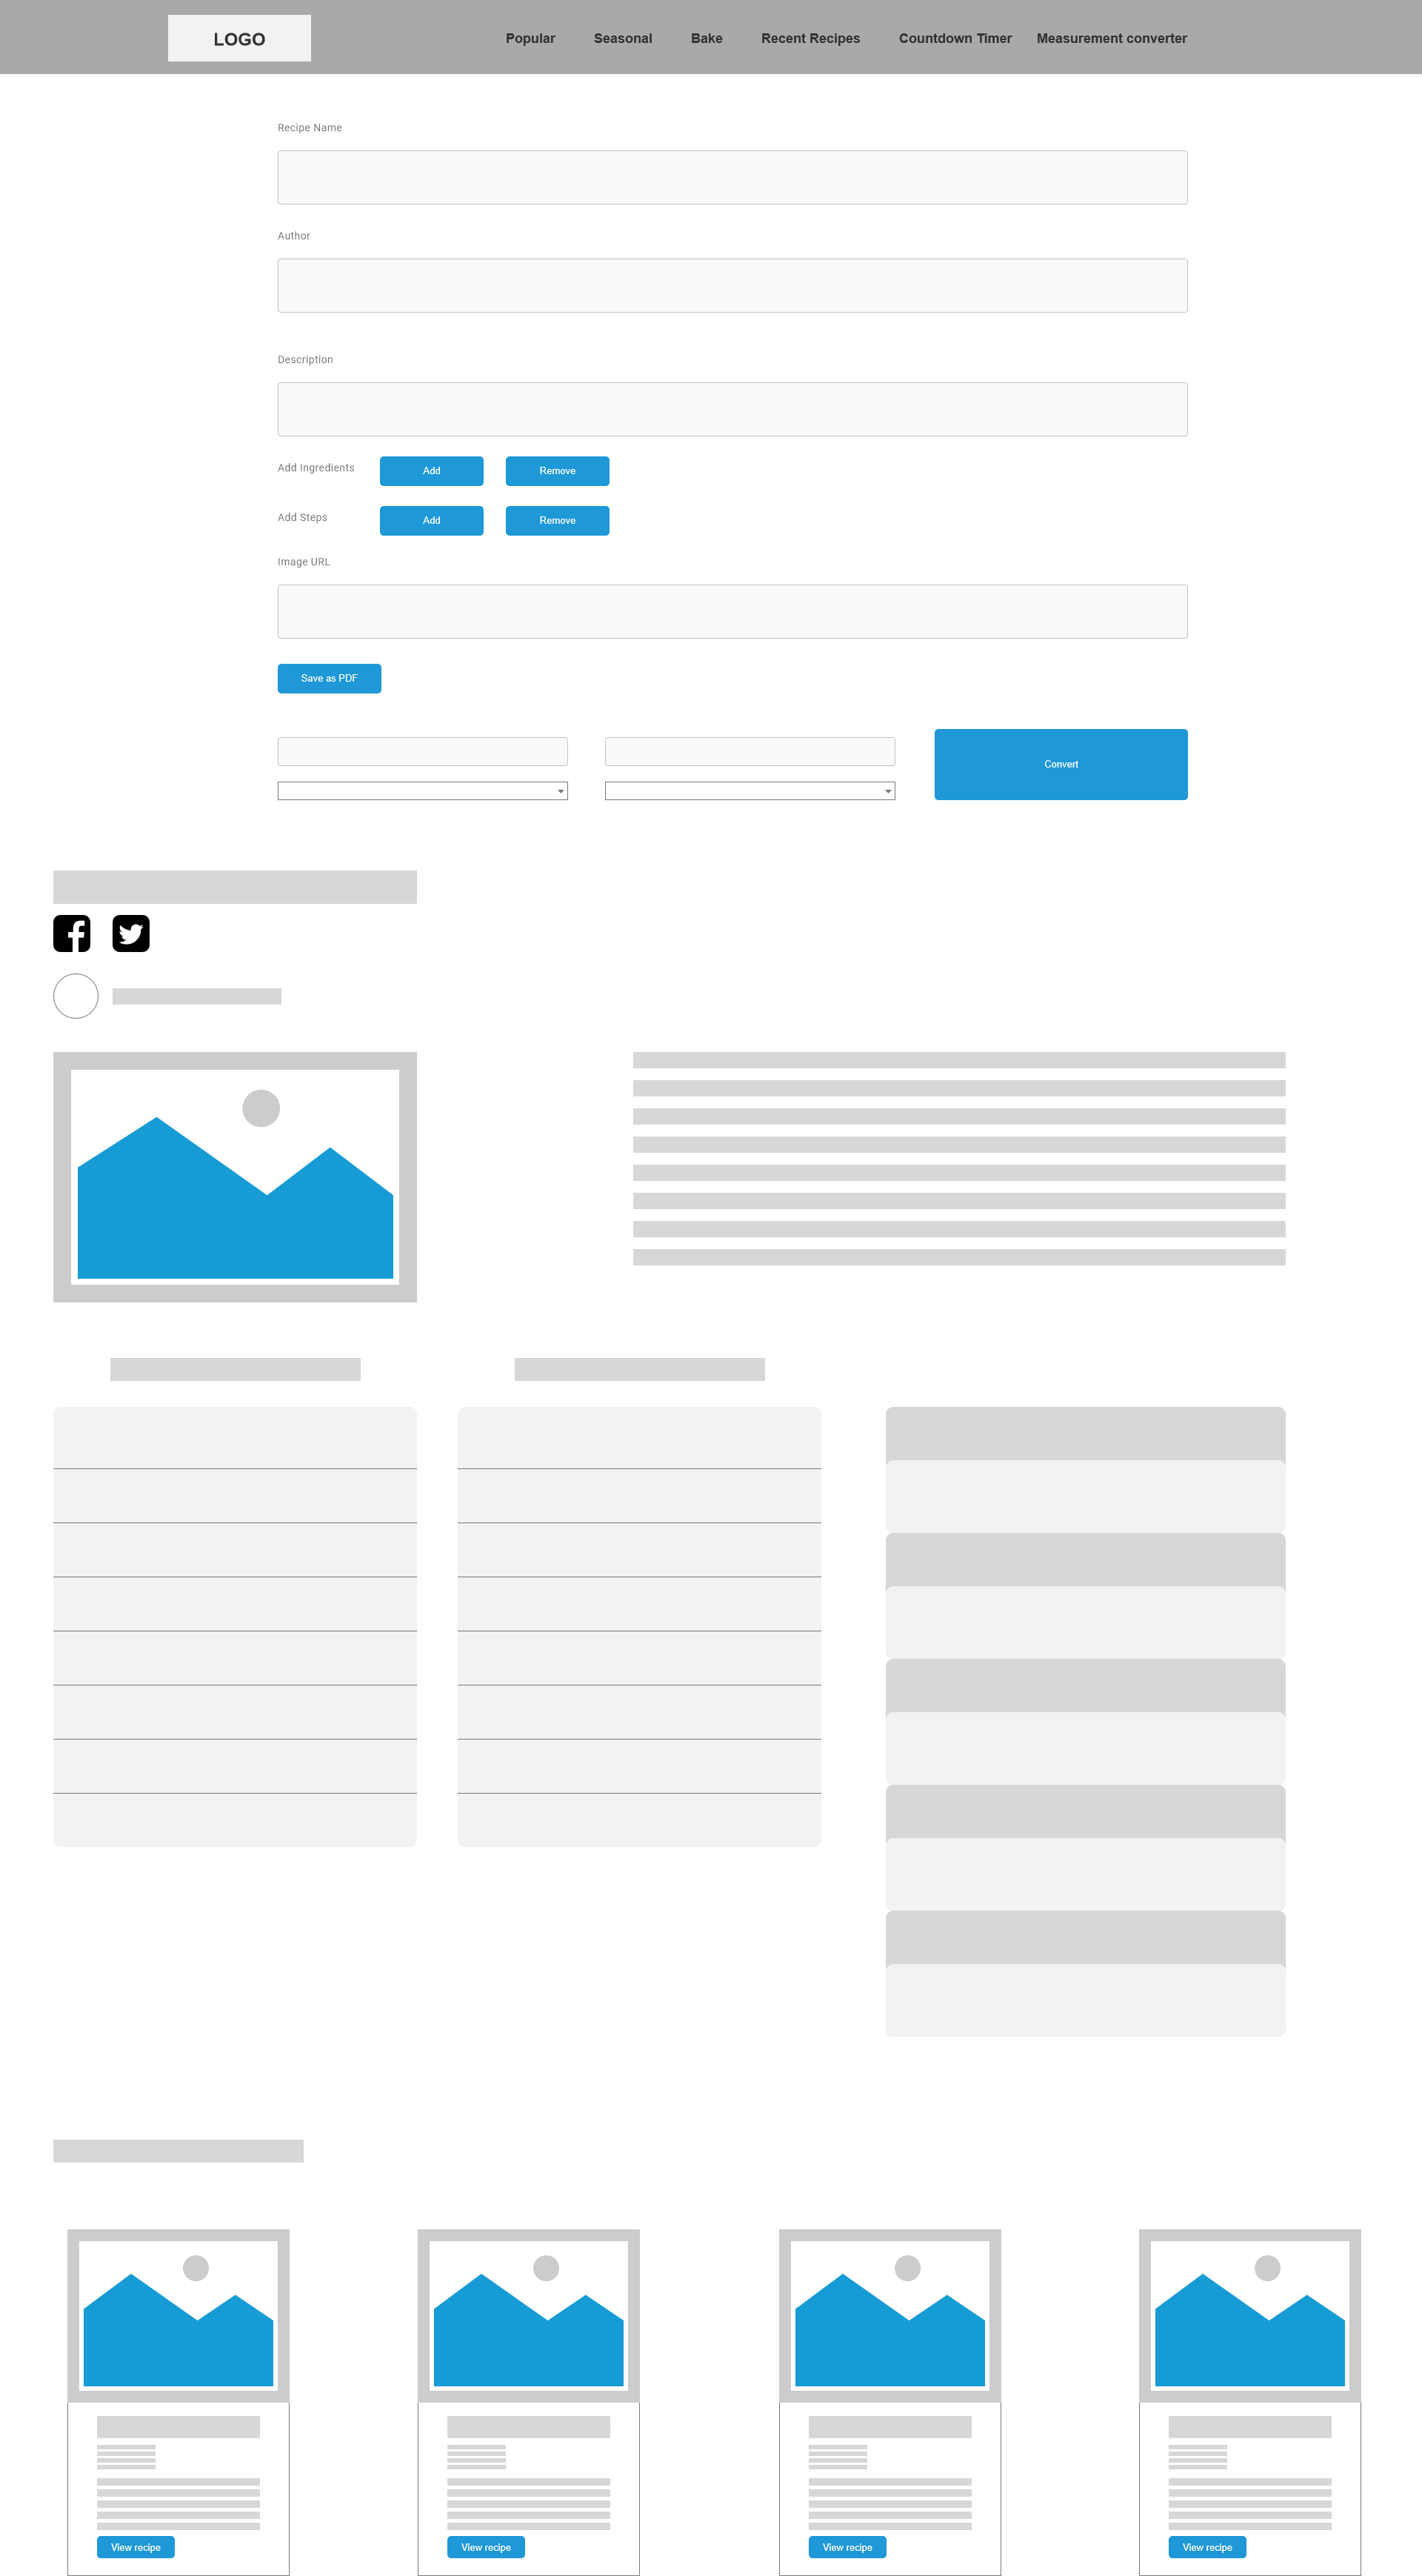 LOGO
Popular Seasonal Bake Recent Recipes Countdown Timer Measurement converter
Recipe Name
Author
Description
Add Ingredients Add Remove
Add Steps Add Remove
Image URL
Save as PDF
Convert
View recipe View recipe View recipe View recipe